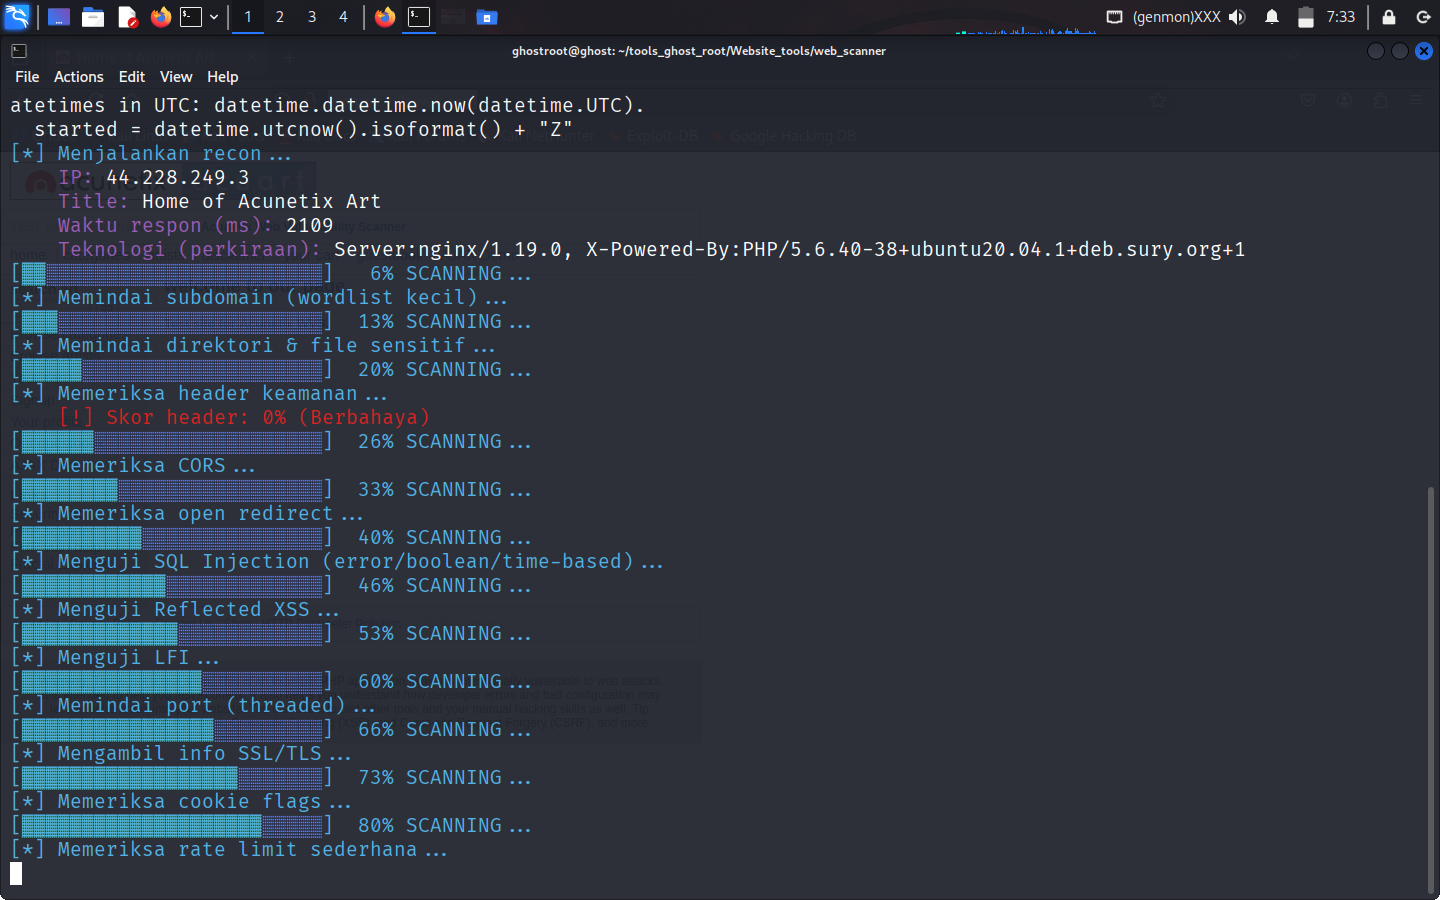 1 2 3 4 (genmon)XXX 7:33
ghostroot@ghost: ~/tools_ghost_root/Website_tools/web_scanner
File Actions Edit View Help
atetimes in UTC: datetime.datetime.now(datetime.UTC).
started = datetime.utcnow().isoformat() + "Z"
Exploit-DB Google Hacking DB
[*] Menjalankan recon...
IP: 44.228.249.3
Title: Home of Acunetix Art
Waktu respon (ms): 2109
Teknologi (perkiraan): Server:nginx/1.19.0, X-Powered-By:PHP/5.6.40-38+ubuntu20.04.1+deb.sury.org+1
[] 6% SCANNING...
[*] Memindai subdomain (wordlist kecil)...
[] 13% SCANNING...
[*] Memindai direktori & file sensitif...
[] 20% SCANNING...
[*] Memeriksa header keamanan...
[!] Skor header: 0% (Berbahaya)
[] 26% SCANNING...
[*] Memeriksa CORS...
[] 33% SCANNING...
[*] Memeriksa open redirect...
[] 40% SCANNING...
[*] Menguji SQL Injection (error/boolean/time-based)...
[] 46% SCANNING...
[*] Menguji Reflected XSS...
[] 53% SCANNING...
[*] Menguji LFI...
[] 60% SCANNING...
[*] Memindai port (threaded)...
[] 66% SCANNING...
[*] Mengambil info SSL/TLS...
[] 73% SCANNING...
[*] Memeriksa cookie flags...
[] 80% SCANNING...
[*] Memeriksa rate limit sederhana...